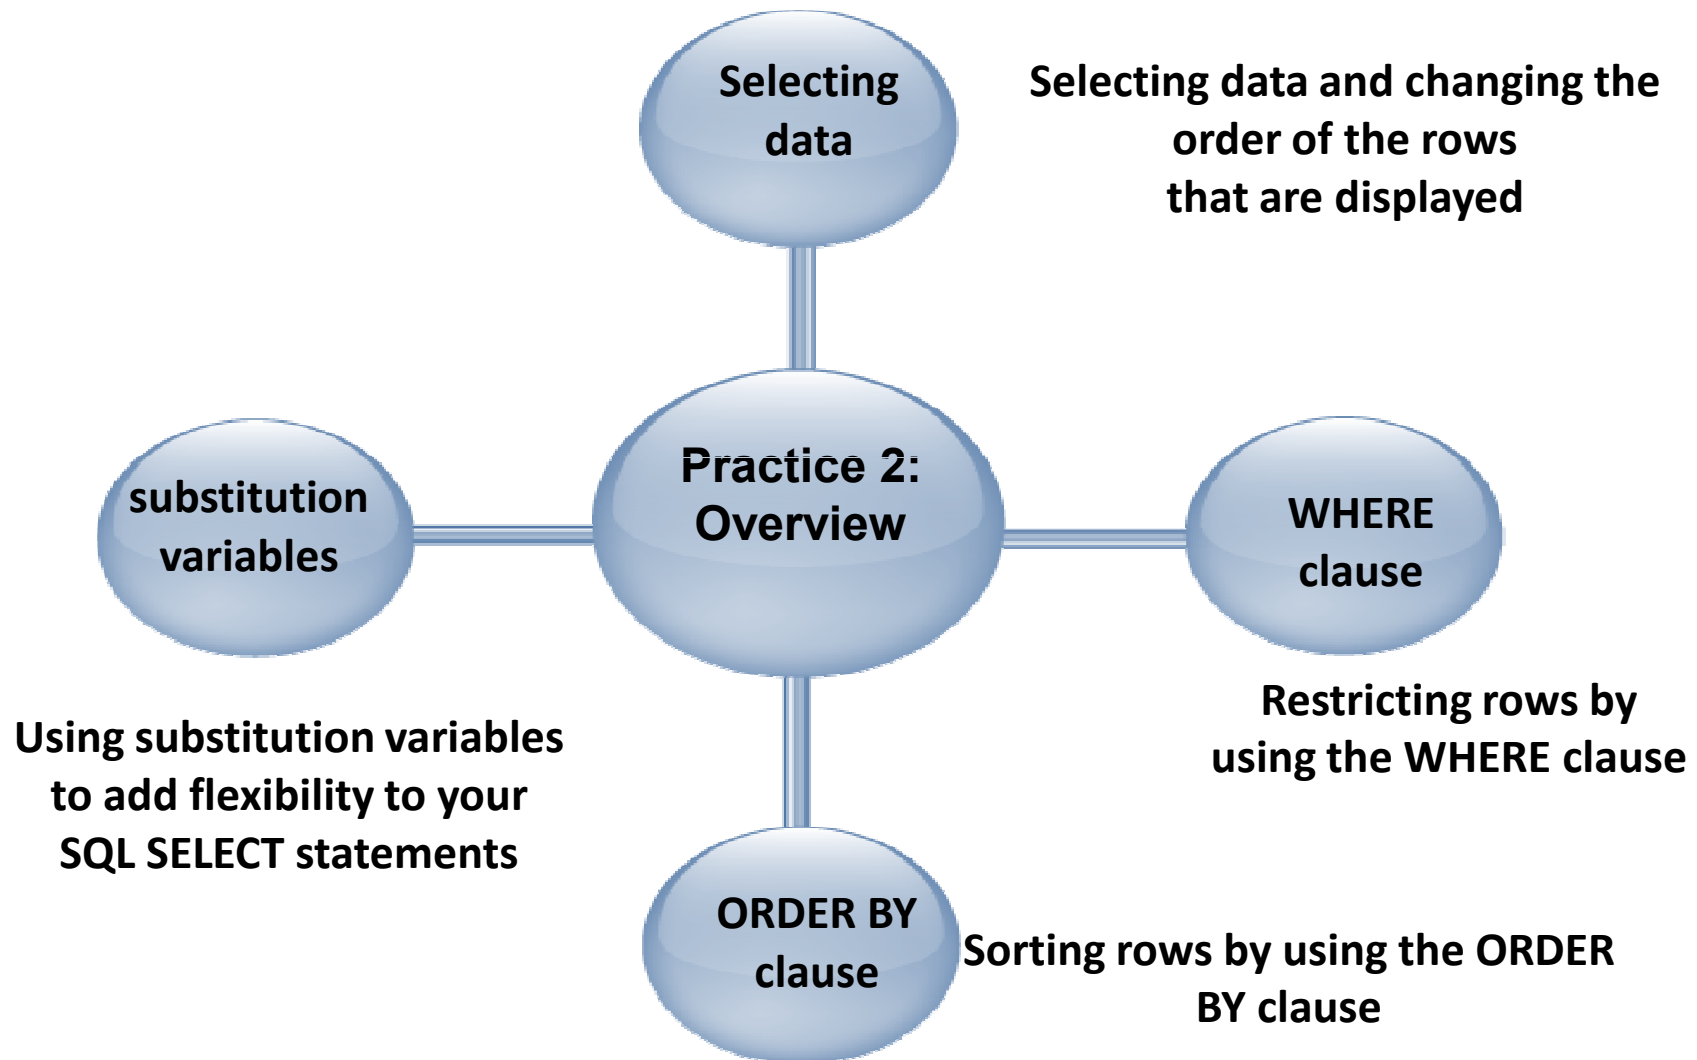 Selecting
data
Selecting data and changing the
order of the rows
that are displayed
Practice 2:
Overview
substitution
variables
WHERE
clause
Restricting rows by
using the WHERE clause
Using substitution variables
to add flexibility to your
SQL SELECT statements
ORDER BY
clause
Sorting rows by using the ORDER
BY clause